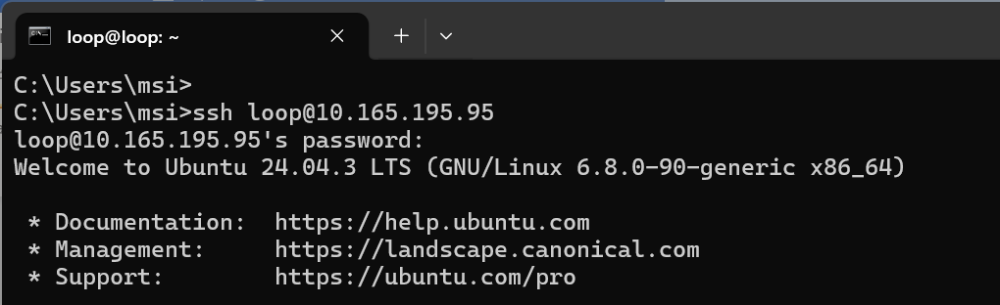 loop@loop: ~
C:\Users\msi>
C:\Users\msi>ssh loop@10.165.195.95
loop@10.165.195.95's password:
Welcome to Ubuntu 24.04.3 LTS (GNU/Linux 6.8.0-90-generic x86_64)
* Documentation:  https://help.ubuntu.com
* Management:     https://landscape.canonical.com
* Support:        https://ubuntu.com/pro